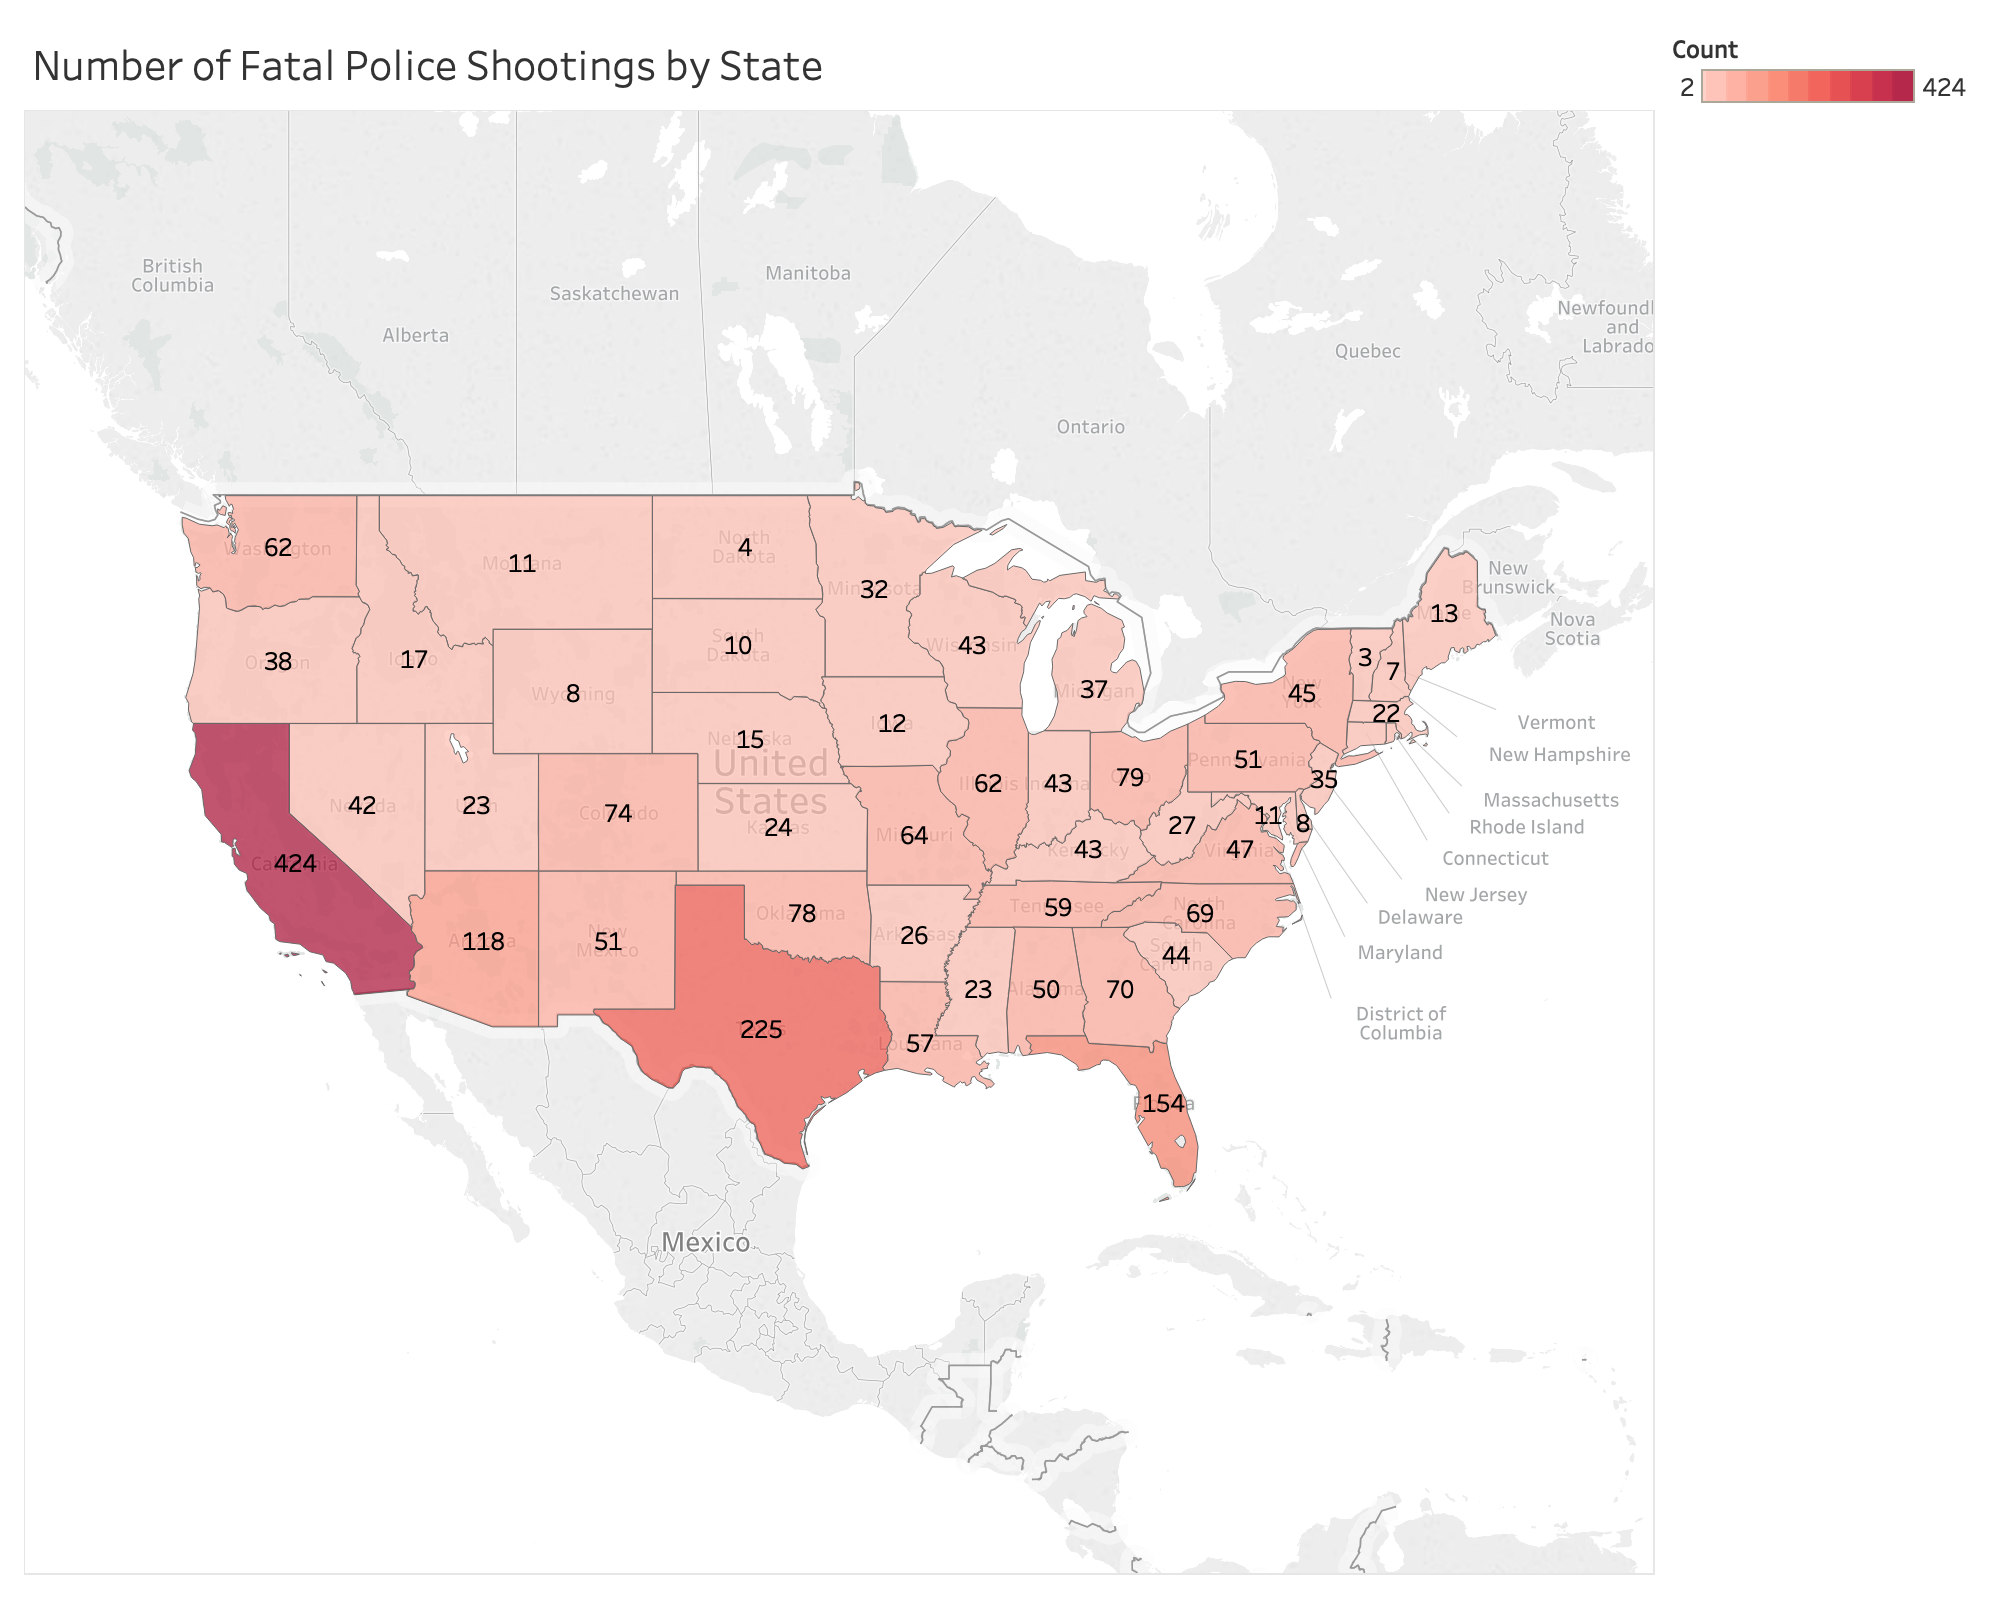 Number of Fatal Police Shootings by State
Count
2
424
British
Columbia
Alberta
Saskatchewan
Manitoba
Ontario
Quebec
Newfoundl
and
Labrado
New
Brunswick
Nova
Scotia
Washington
62
Montana
11
North
Dakota
4
Minnesota
32
Maine
13
Oregon
38
Idaho
17
Wyoming
8
South
Dakota
10
Wisconsin
43
Michigan
37
New
York
45
3
7
22
Nebraska
15
Iowa
12
United
States
Pennsylvania
51
35
Nevada
42
Utah
23
Colorado
74
Kansas
24
Missouri
64
Illinois
62
Indiana
43
Ohio
79
27
11
8
Kentucky
43
Virginia
47
California
424
Arizona
118
New
Mexico
51
Oklahoma
78
Arkansas
26
Tennessee
59
North
Carolina
69
South
Carolina
44
23
Alabama
50
70
225
Louisiana
57
Florida
154
Vermont
New Hampshire
Massachusetts
Rhode Island
Connecticut
New Jersey
Delaware
Maryland
District of
Columbia
Mexico